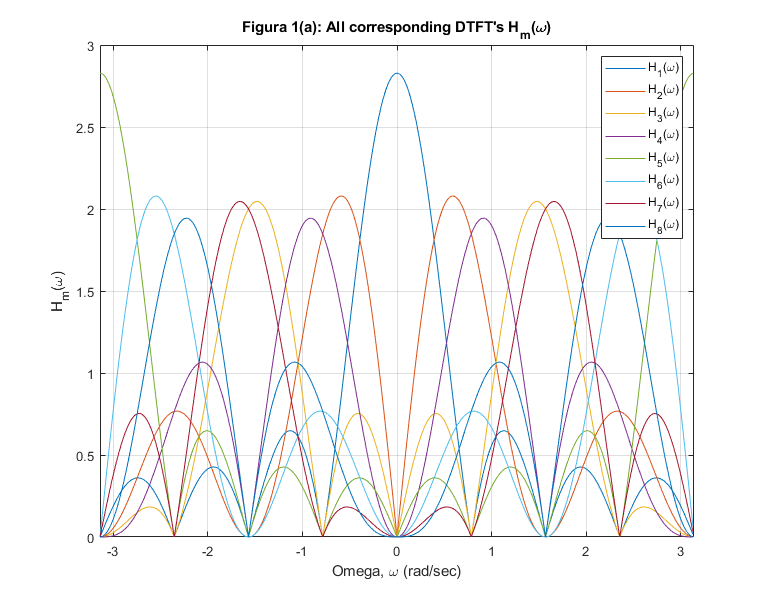 Figura 1(a): All corresponding DTFT's H_m(ω)
3
2.5
2
1.5
1
0.5
0
H_m(ω)
H_1(ω)
H_2(ω)
H_3(ω)
H_4(ω)
H_5(ω)
H_6(ω)
H_7(ω)
H_8(ω)
-3 -2 -1 0 1 2 3
Omega, ω (rad/sec)